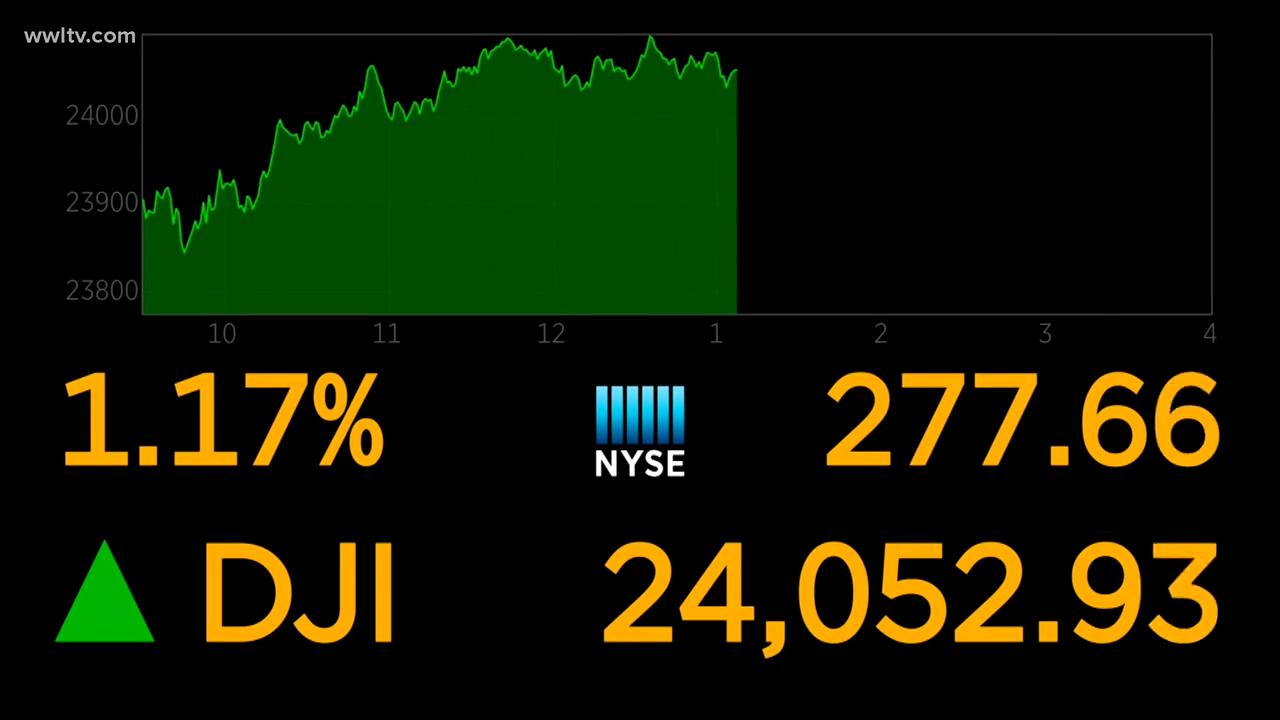 wwltv.com
24000
23900
23800
10 11 12 1 2 3 4
1.17% NYSE 277.66
DJI 24,052.93